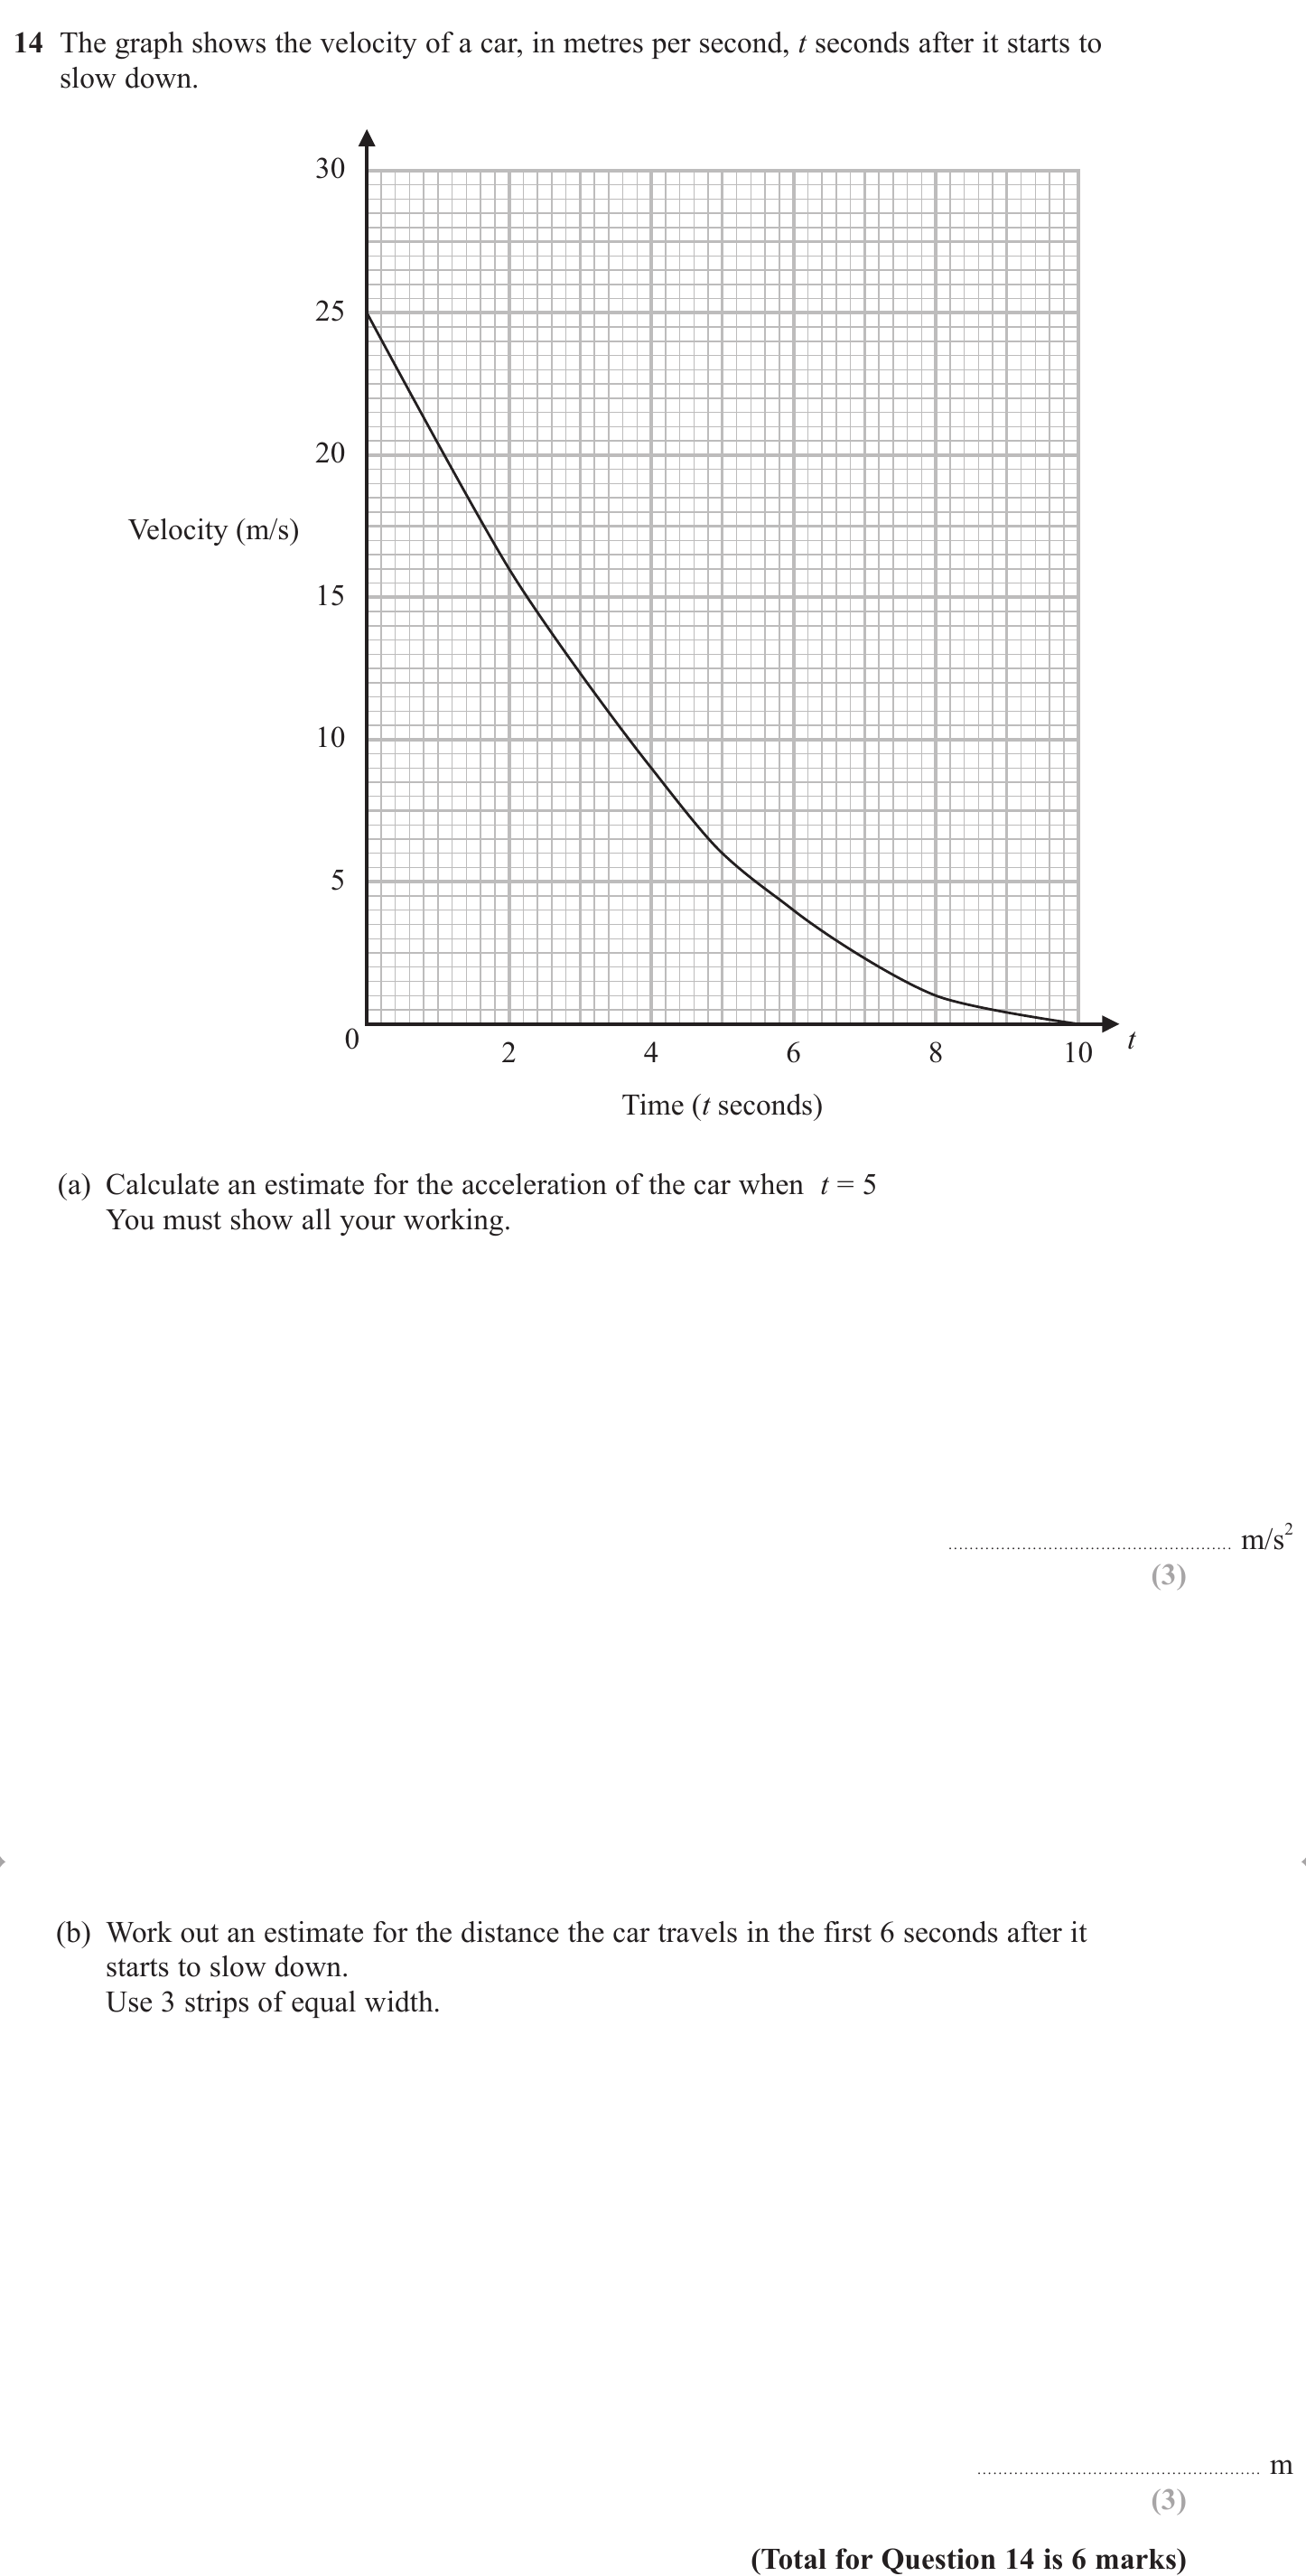 14 The graph shows the velocity of a car, in metres per second, t seconds after it starts to
slow down.
30
25
20
Velocity (m/s)
15
10
5
0
2 4 6 8 10 t
Time (t seconds)
(a) Calculate an estimate for the acceleration of the car when t = 5
You must show all your working.
........................................................ m/s²
(3)
(b) Work out an estimate for the distance the car travels in the first 6 seconds after it
starts to slow down.
Use 3 strips of equal width.
........................................................ m
(3)
(Total for Question 14 is 6 marks)